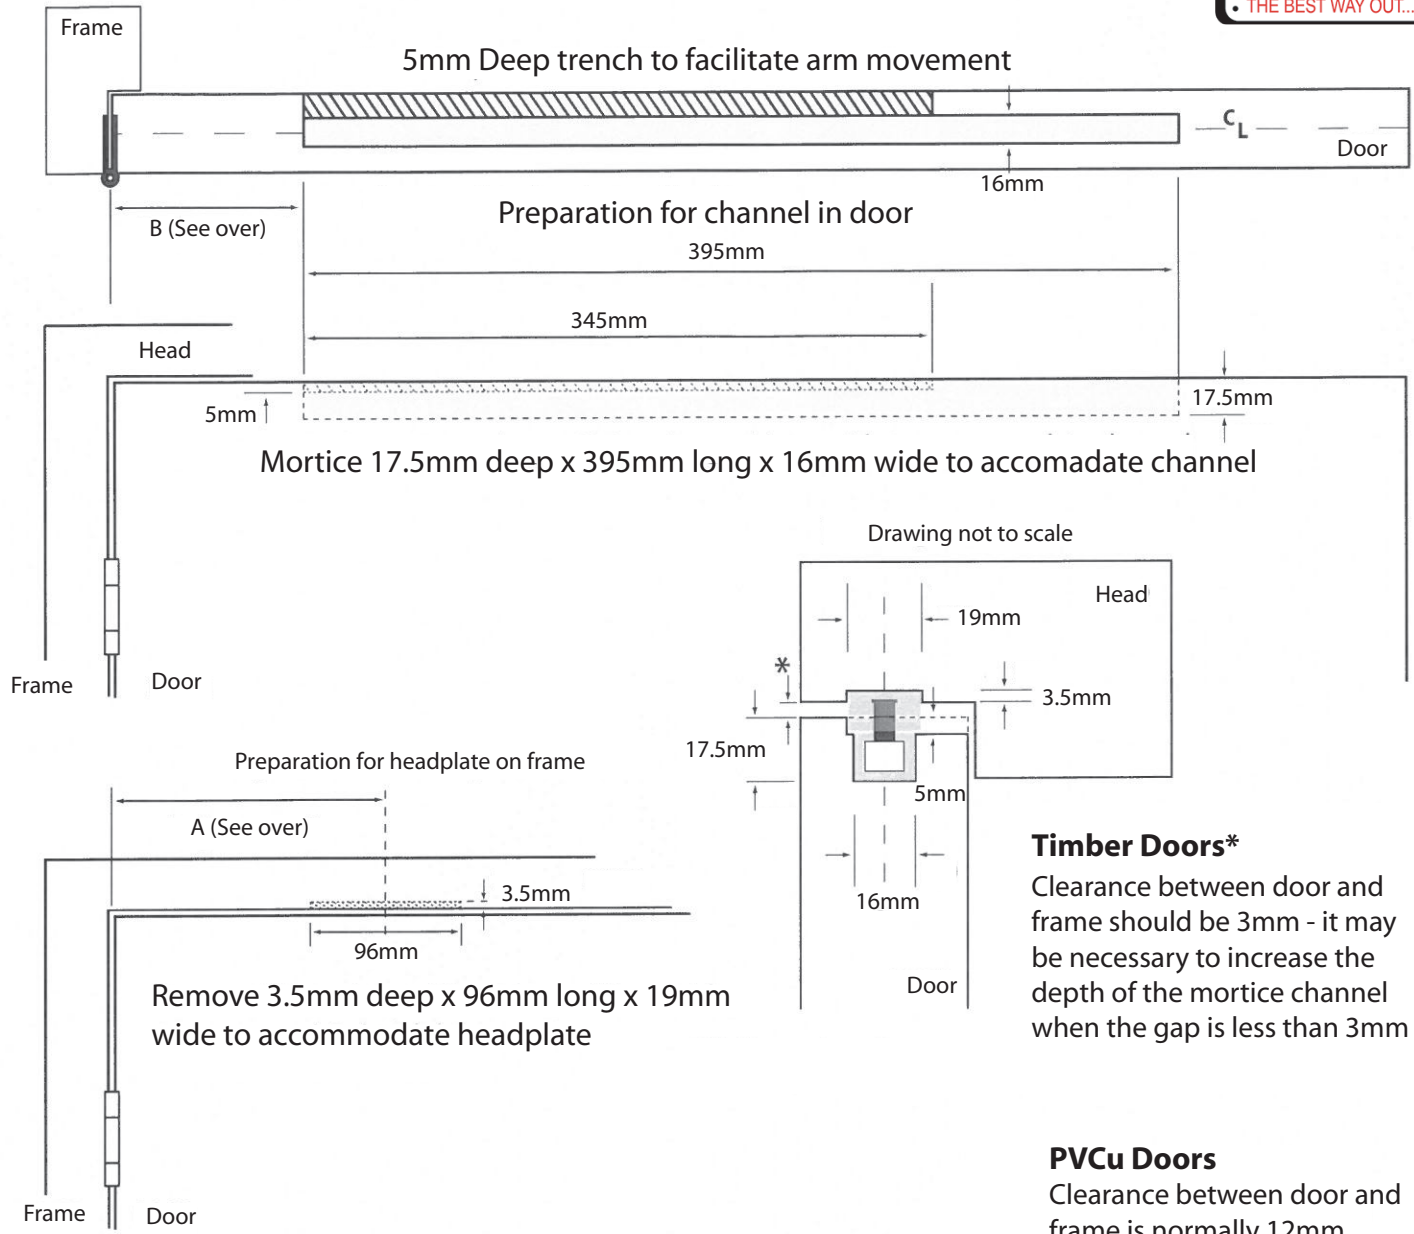 THE BEST WAY OUT...
Frame
5mm Deep trench to facilitate arm movement
CL
Door
16mm
B (See over)
Preparation for channel in door
395mm
345mm
Head
5mm
17.5mm
Mortice 17.5mm deep x 395mm long x 16mm wide to accomadate channel
Drawing not to scale
Head
19mm
*
3.5mm
17.5mm
5mm
16mm
Door
Frame
Door
Preparation for headplate on frame
A (See over)
3.5mm
96mm
Remove 3.5mm deep x 96mm long x 19mm
wide to accommodate headplate
Frame
Door
Timber Doors*
Clearance between door and
frame should be 3mm - it may
be necessary to increase the
depth of the mortice channel
when the gap is less than 3mm
PVCu Doors
Clearance between door and
frame is normally 12mm